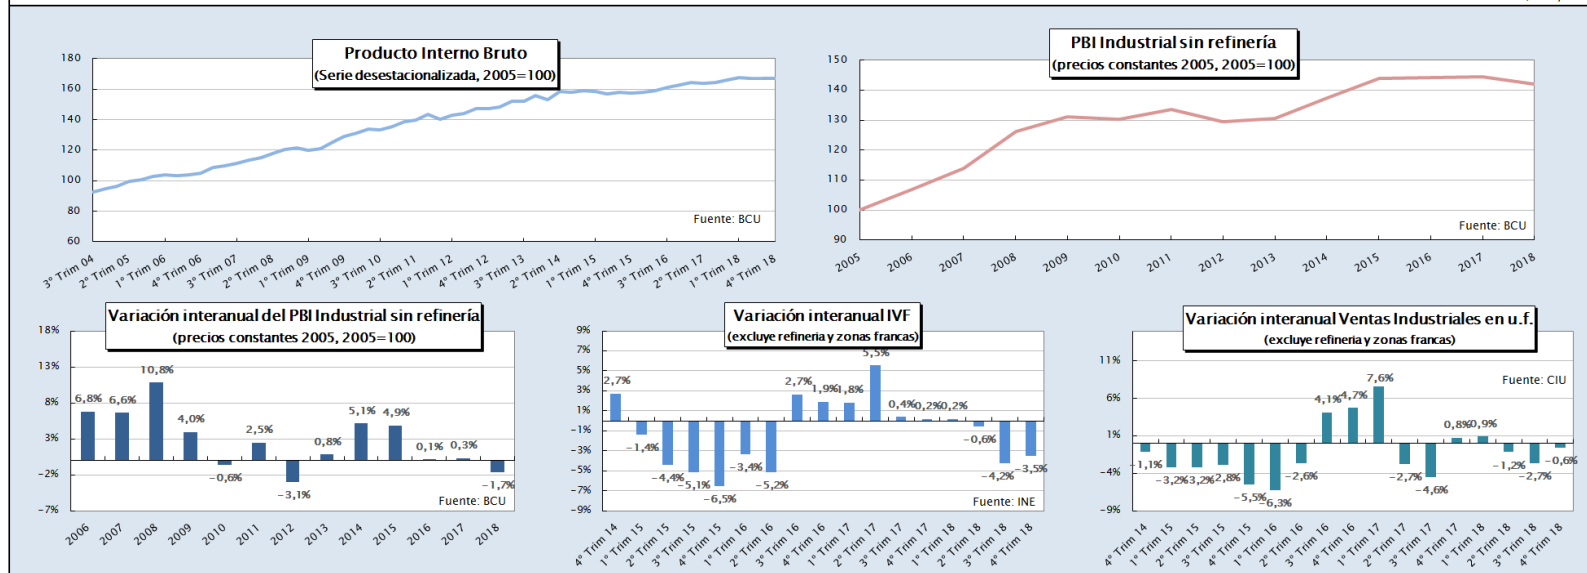 Producto Interno Bruto
(Serie desestacionalizada, 2005=100)
180
160
140
120
100
80
60
Fuente: BCU
3° Trim 04
2° Trim 05
1° Trim 06
4° Trim 06
3° Trim 07
2° Trim 08
1° Trim 09
4° Trim 09
3° Trim 10
2° Trim 11
1° Trim 12
4° Trim 12
3° Trim 13
2° Trim 14
1° Trim 15
4° Trim 15
3° Trim 16
2° Trim 17
1° Trim 18
4° Trim 18
PBI Industrial sin refinería
(precios constantes 2005, 2005=100)
150
140
130
120
110
100
90
Fuente: BCU
2005
2006
2007
2008
2009
2010
2011
2012
2013
2014
2015
2016
2017
2018
Variación interanual del PBI Industrial sin refinería
(precios constantes 2005, 2005=100)
18%
13%
8%
3%
-2%
-7%
6,8%
6,6%
10,8%
4,0%
-0,6%
2,5%
-3,1%
0,8%
5,1%
4,9%
0,1%
0,3%
-1,7%
Fuente: BCU
2006
2007
2008
2009
2010
2011
2012
2013
2014
2015
2016
2017
2018
Variación interanual IVF
(excluye refineria y zonas francas)
9%
7%
5%
3%
1%
-1%
-3%
-5%
-7%
-9%
2,7%
-1,4%
-4,4%
-5,1%
-6,5%
-3,4%
-5,2%
2,7%
1,9%
1,8%
5,5%
0,4%
0,2%
0,2%
-0,6%
-4,2%
-3,5%
Fuente: INE
4° Trim 14
1° Trim 15
2° Trim 15
3° Trim 15
4° Trim 15
1° Trim 16
2° Trim 16
3° Trim 16
4° Trim 16
1° Trim 17
2° Trim 17
3° Trim 17
4° Trim 17
1° Trim 18
2° Trim 18
3° Trim 18
4° Trim 18
Variación interanual Ventas Industriales en u.f.
(excluye refineria y zonas francas)
11%
6%
1%
-4%
-9%
Fuente: CIU
-1,1%
-3,2%
-3,2%
-2,8%
-5,5%
-6,3%
-2,6%
4,1%
4,7%
7,6%
-2,7%
-4,6%
0,8%
0,9%
-1,2%
-2,7%
-0,6%
4° Trim 14
1° Trim 15
2° Trim 15
3° Trim 15
4° Trim 15
1° Trim 16
2° Trim 16
3° Trim 16
4° Trim 16
1° Trim 17
2° Trim 17
3° Trim 17
4° Trim 17
1° Trim 18
2° Trim 18
3° Trim 18
4° Trim 18